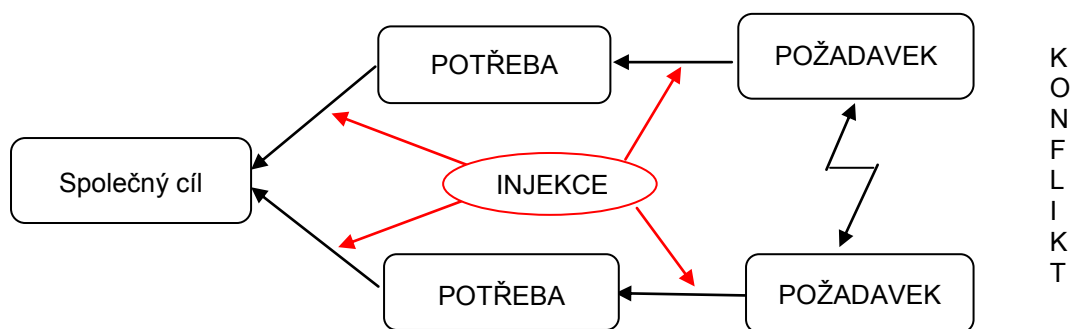 POTŘEBA
POŽADAVEK
Společný cíl
INJEKCE
POTŘEBA
POŽADAVEK
K
O
N
F
L
I
K
T